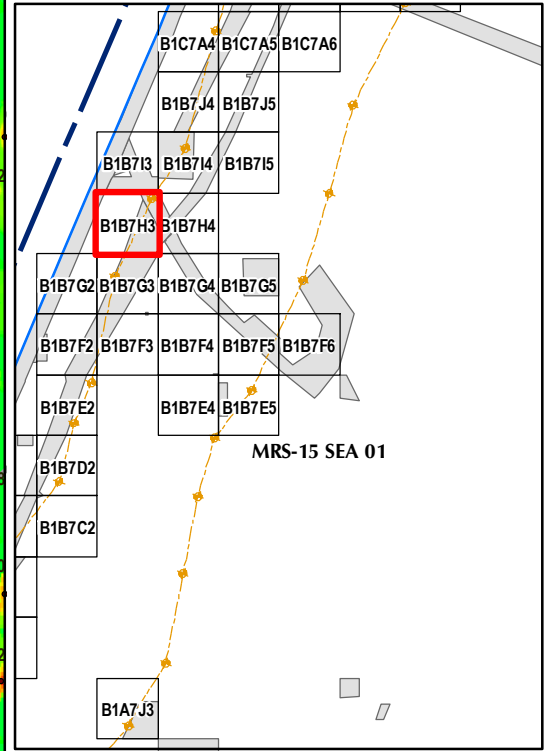 B1C7A4 B1C7A5 B1C7A6
B1B7J4 B1B7J5
B1B7I3 B1B7I4 B1B7I5
B1B7H3 B1B7H4
B1B7G2 B1B7G3 B1B7G4 B1B7G5
B1B7F2 B1B7F3 B1B7F4 B1B7F5 B1B7F6
B1B7E2 B1B7E4 B1B7E5
MRS-15 SEA 01
B1B7D2
B1B7C2
B1A7J3